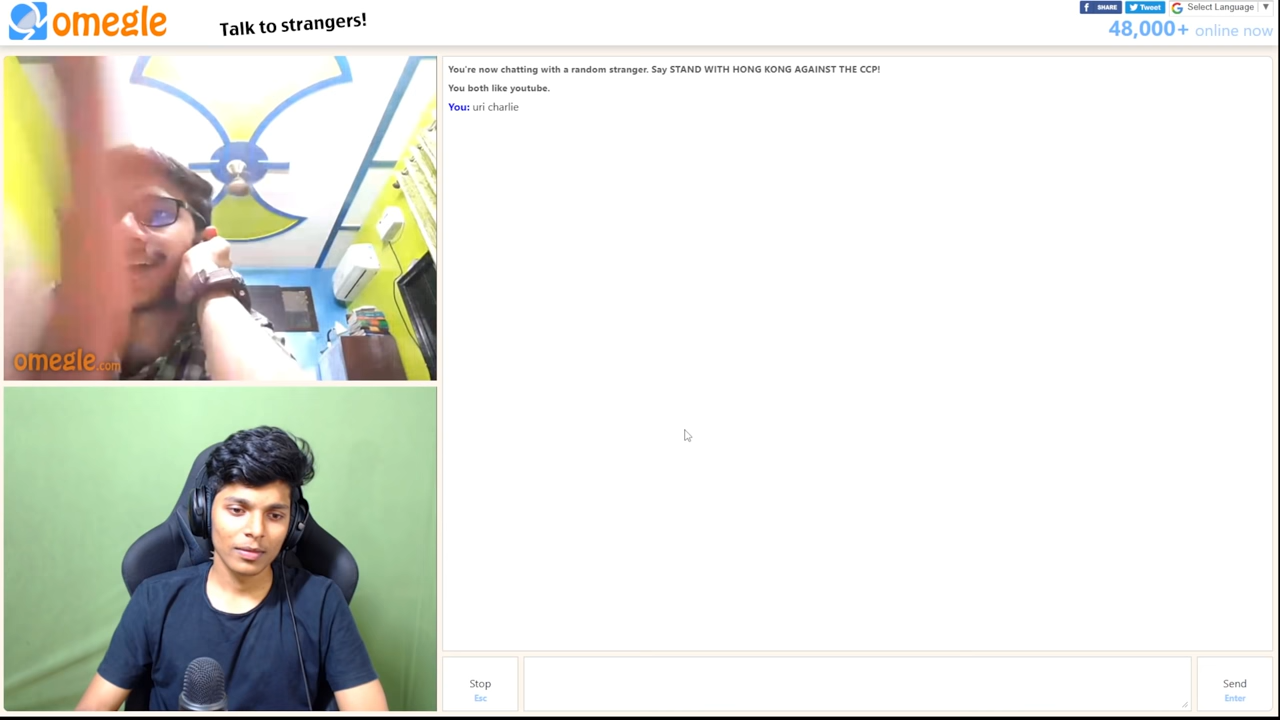 omegle
Talk to strangers!
SHARE
Tweet
Select Language ▼
48,000+ online now
You're now chatting with a random stranger. Say STAND WITH HONG KONG AGAINST THE CCP!
You both like youtube.
You: uri charlie
omegle.com
Stop
Esc
Send
Enter